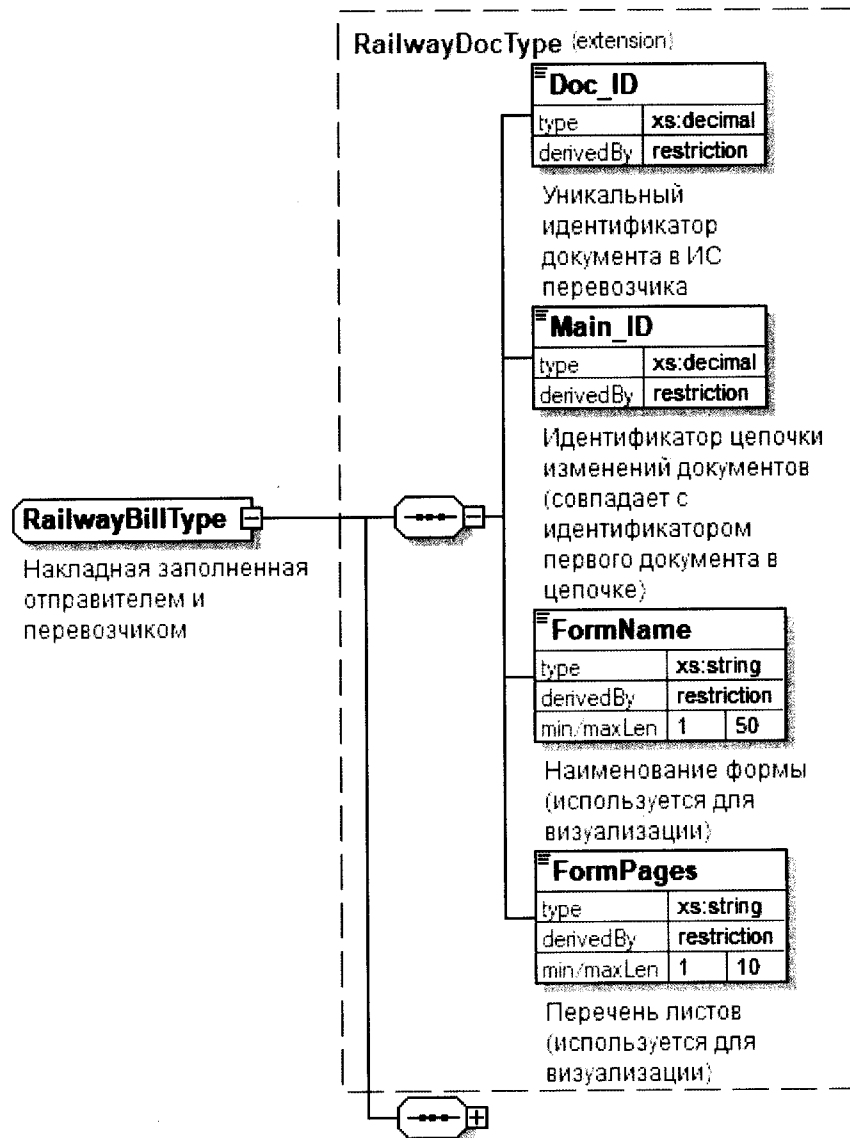 RailwayDocType (extension)
Doc_ID
type xs:decimal
derivedBy restriction
Уникальный
идентификатор
документа в ИС
перевозчика
Main_ID
type xs:decimal
derivedBy restriction
Идентификатор цепочки
изменений документов
(совпадает с
идентификатором
первого документа в
цепочке)
RailwayBillType
Накладная заполненная
отправителем и
перевозчиком
FormName
type xs:string
derivedBy restriction
min/maxLen 1 50
Наименование формы
(используется для
визуализации)
FormPages
type xs:string
derivedBy restriction
min/maxLen 1 10
Перечень листов
(используется для
визуализации)